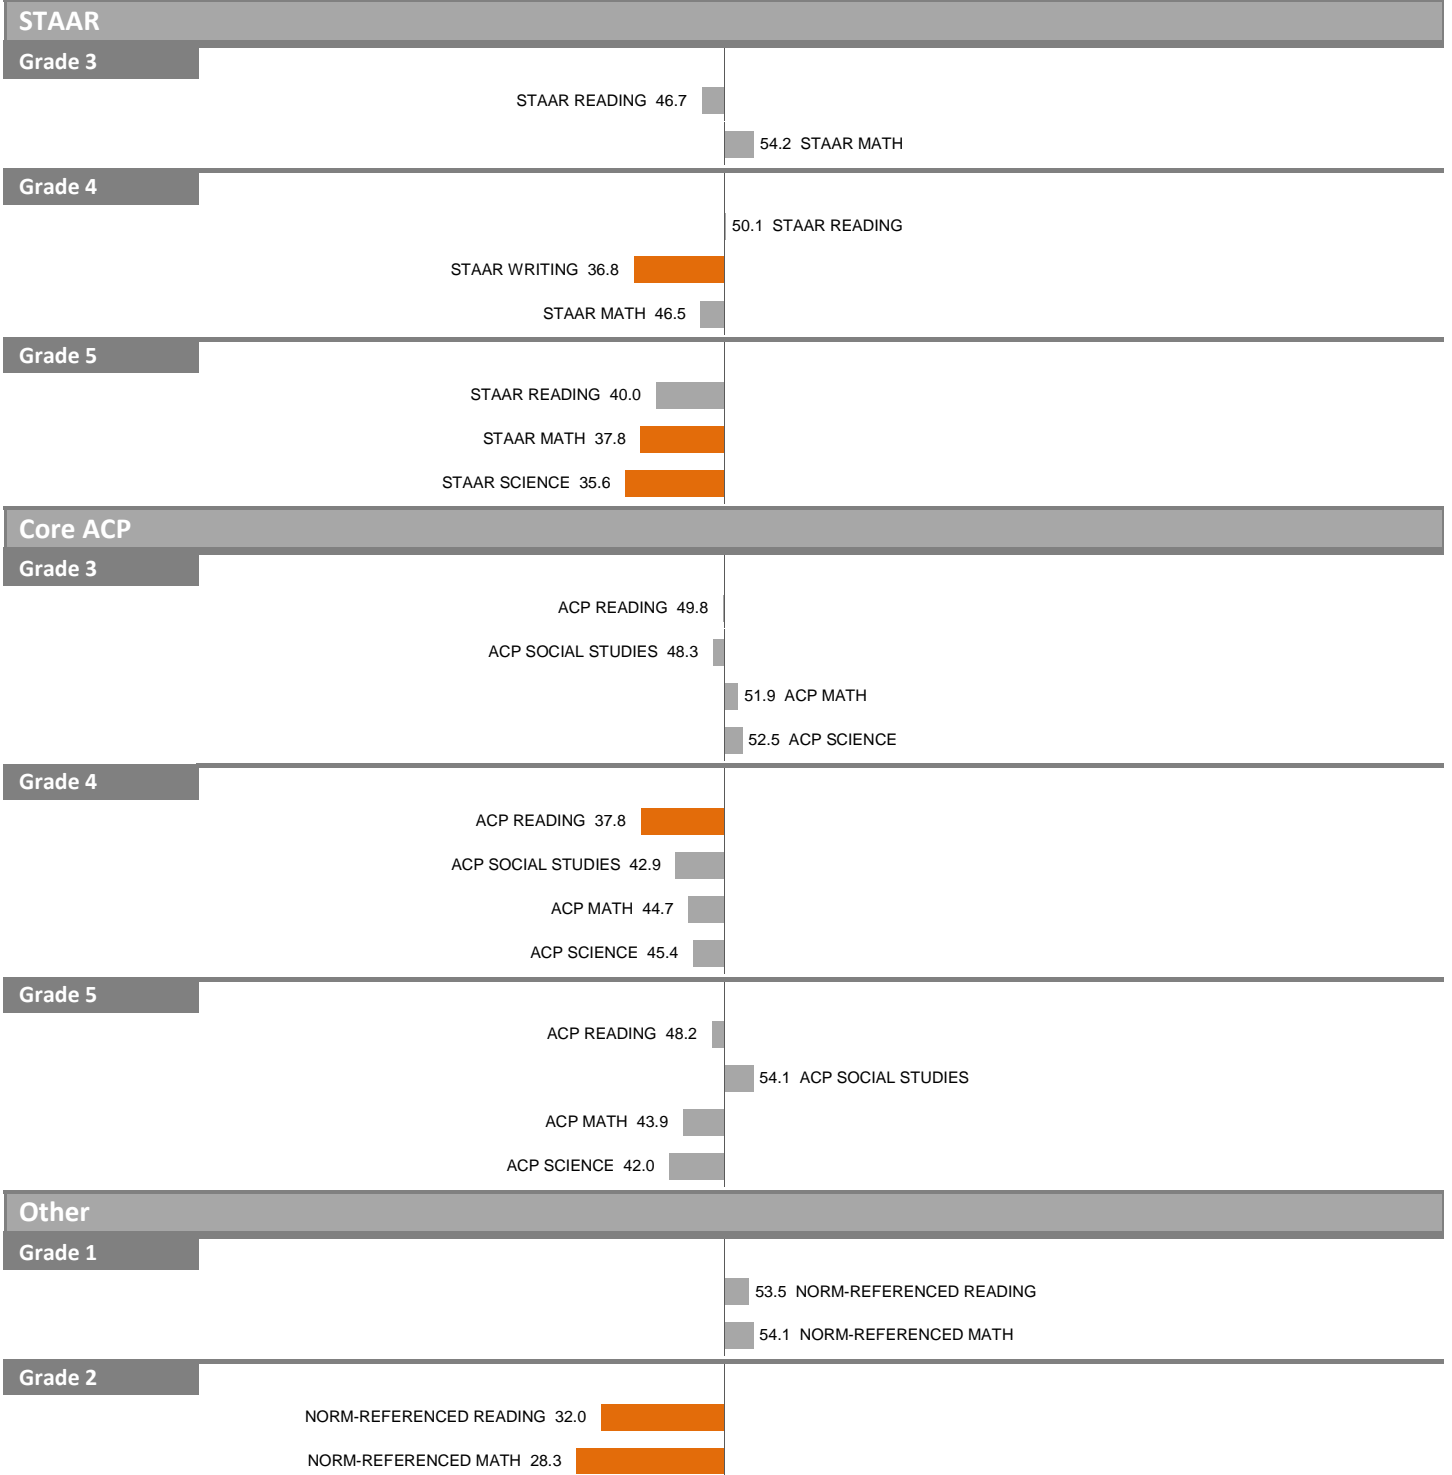 STAAR
Grade 3
STAAR READING 46.7
54.2 STAAR MATH
Grade 4
50.1 STAAR READING
STAAR WRITING 36.8
STAAR MATH 46.5
Grade 5
STAAR READING 40.0
STAAR MATH 37.8
STAAR SCIENCE 35.6
Core ACP
Grade 3
ACP READING 49.8
ACP SOCIAL STUDIES 48.3
51.9 ACP MATH
52.5 ACP SCIENCE
Grade 4
ACP READING 37.8
ACP SOCIAL STUDIES 42.9
ACP MATH 44.7
ACP SCIENCE 45.4
Grade 5
ACP READING 48.2
54.1 ACP SOCIAL STUDIES
ACP MATH 43.9
ACP SCIENCE 42.0
Other
Grade 1
53.5 NORM-REFERENCED READING
54.1 NORM-REFERENCED MATH
Grade 2
NORM-REFERENCED READING 32.0
NORM-REFERENCED MATH 28.3